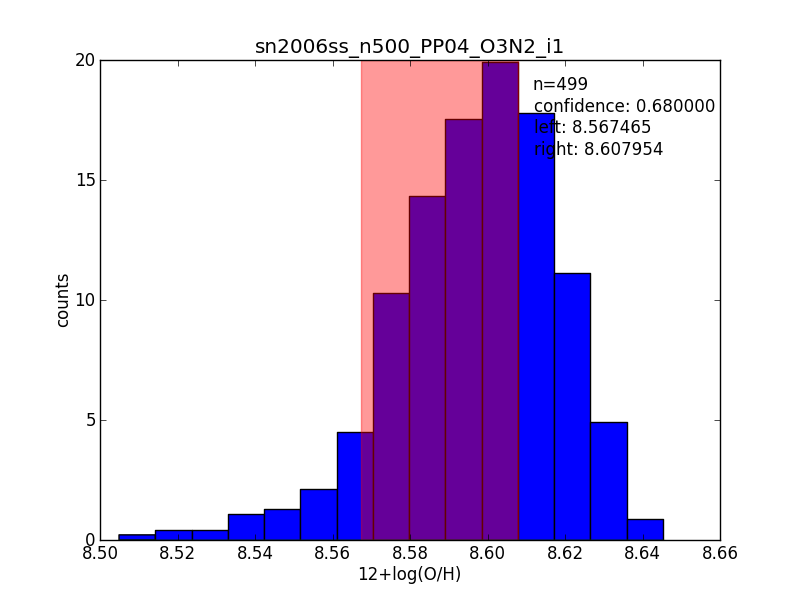 sn2006ss_n500_PP04_O3N2_i1
n=499
confidence: 0.680000
left: 8.567465
right: 8.607954
counts
20
15
10
5
0
8.50 8.52 8.54 8.56 8.58 8.60 8.62 8.64 8.66
12+log(O/H)